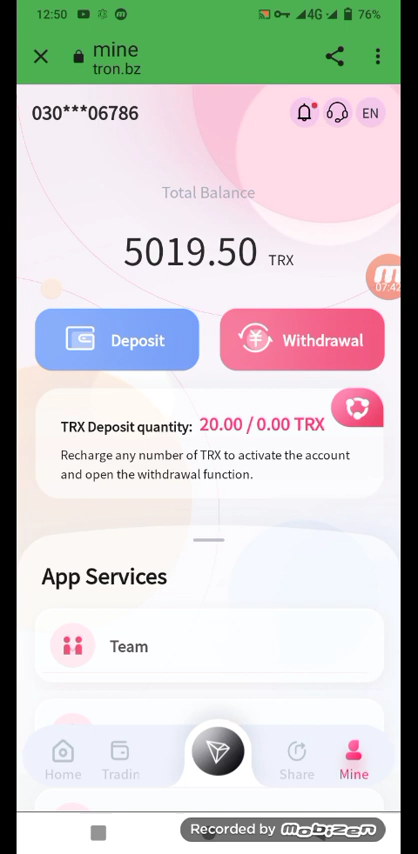 12:50
4G
76%
mine
tron.bz
030***06786
EN
Total Balance
5019.50 TRX
07:42
Deposit
Withdrawal
TRX Deposit quantity: 20.00 / 0.00 TRX
Recharge any number of TRX to activate the account
and open the withdrawal function.
App Services
Team
Home
Tradin
Share
Mine
Recorded by mobizen